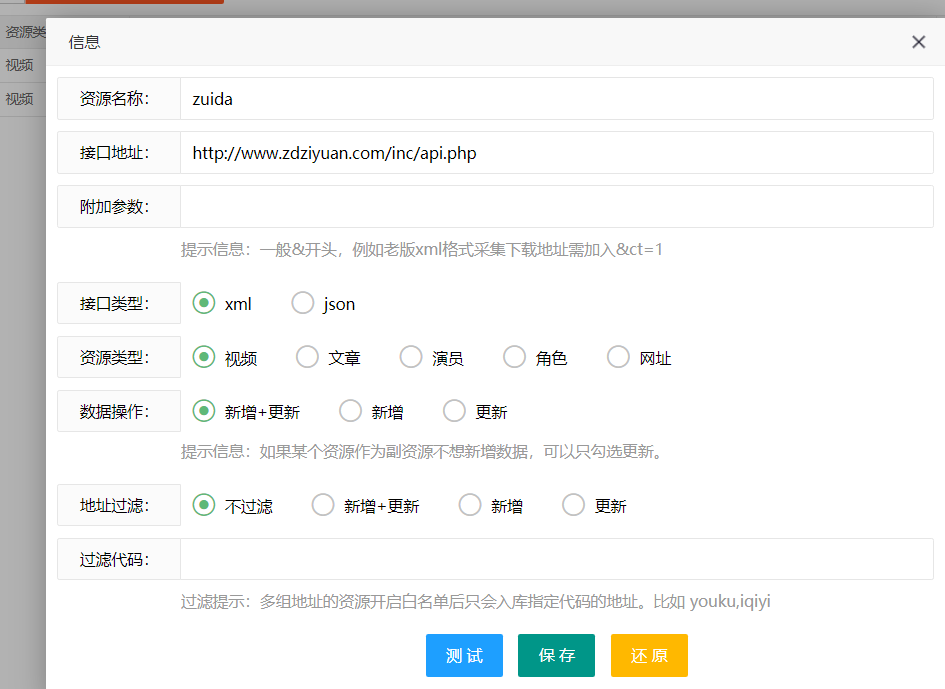 资源类
信息
视频
资源名称： zuida
视频
接口地址： http://www.zdziyuan.com/inc/api.php
附加参数：
提示信息：一般&开头，例如老版xml格式采集下载地址需加入&ct=1
接口类型： xml json
资源类型： 视频 文章 演员 角色 网址
数据操作： 新增+更新 新增 更新
提示信息：如果某个资源作为副资源不想新增数据，可以只勾选更新。
地址过滤： 不过滤 新增+更新 新增 更新
过滤代码：
过滤提示：多组地址的资源开启白名单后只会入库指定代码的地址。比如 youku,iqiyi
测 试 保 存 还 原